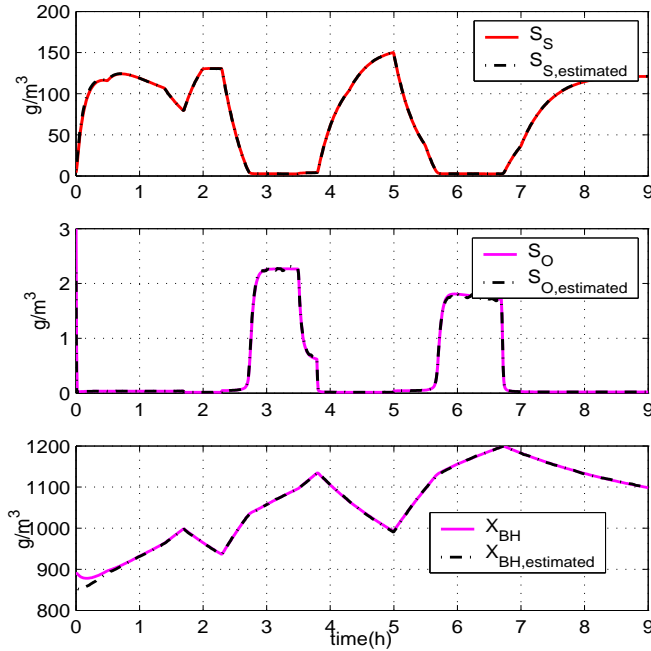 150
100
50
0
g/m³
S_S
S_S,estimated
0 1 2 3 4 5 6 7 8 9
3
2
1
0
g/m³
S_O
S_O,estimated
0 1 2 3 4 5 6 7 8 9
1200
1100
1000
900
800
g/m³
X_BH
X_BH,estimated
0 1 2 3 4 5 6 7 8 9
time(h)